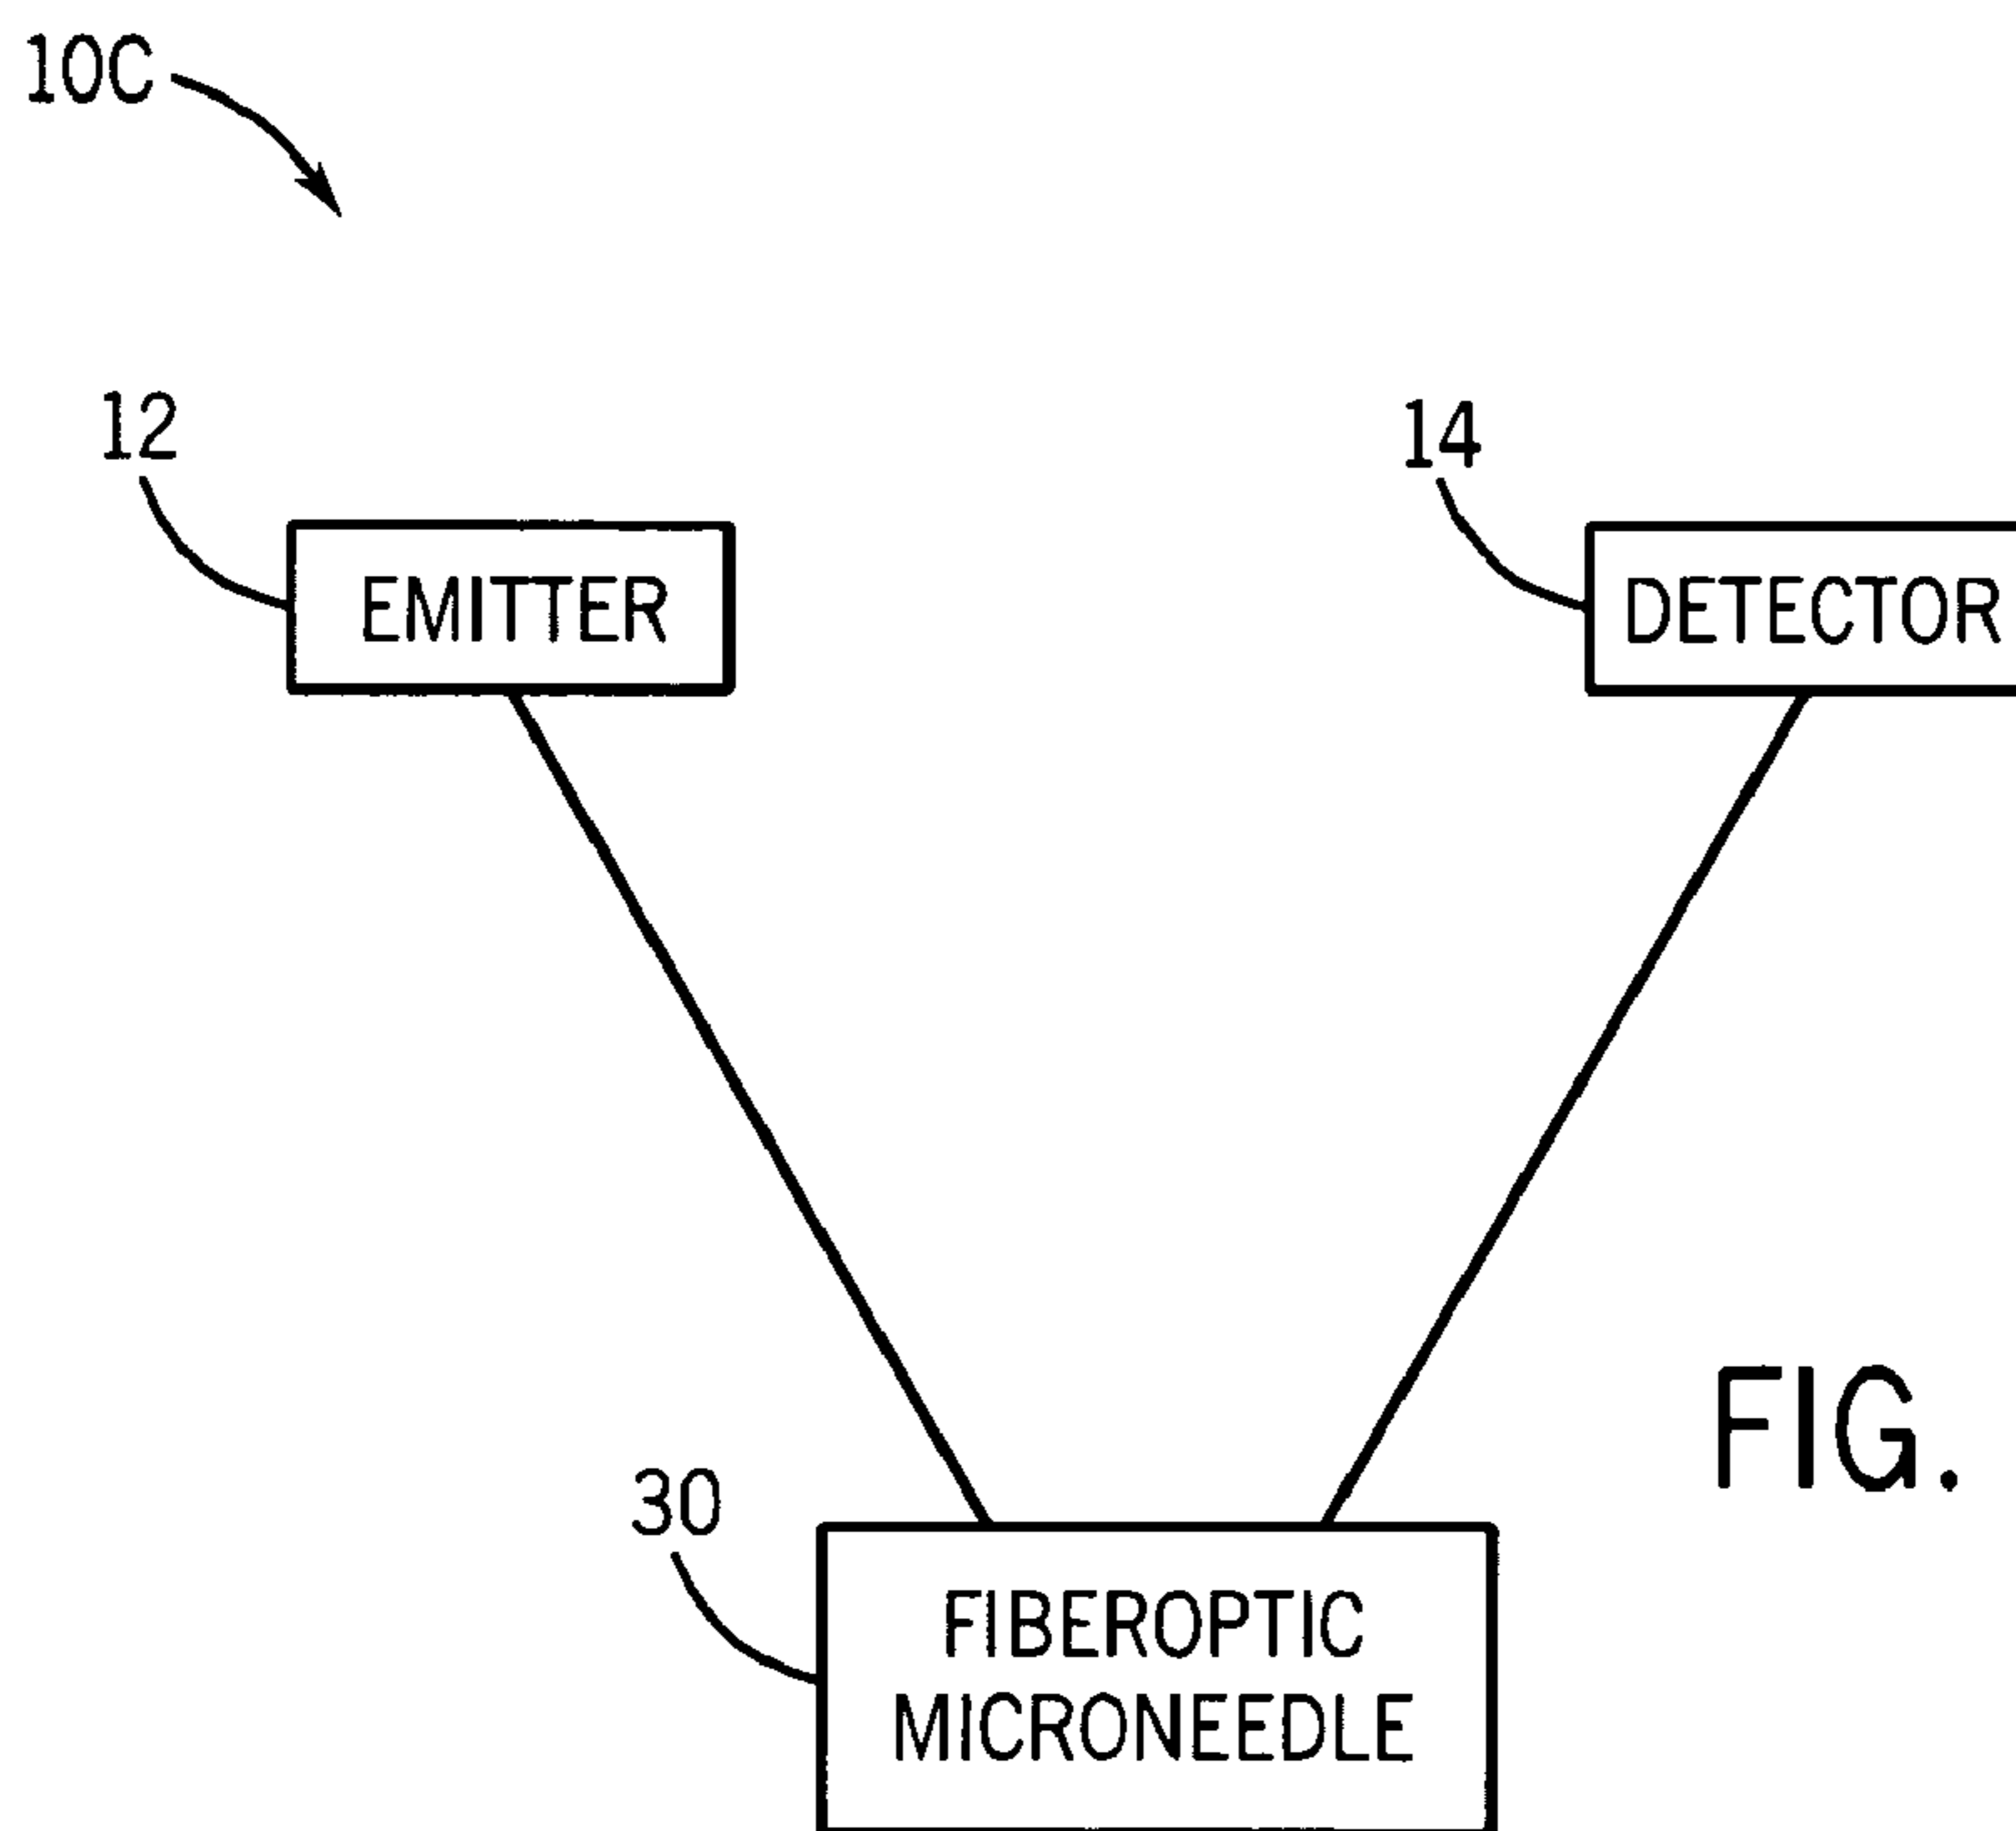 10C
12
14
EMITTER
DETECTOR
FIG.
30
FIBEROPTIC
MICRONEEDLE